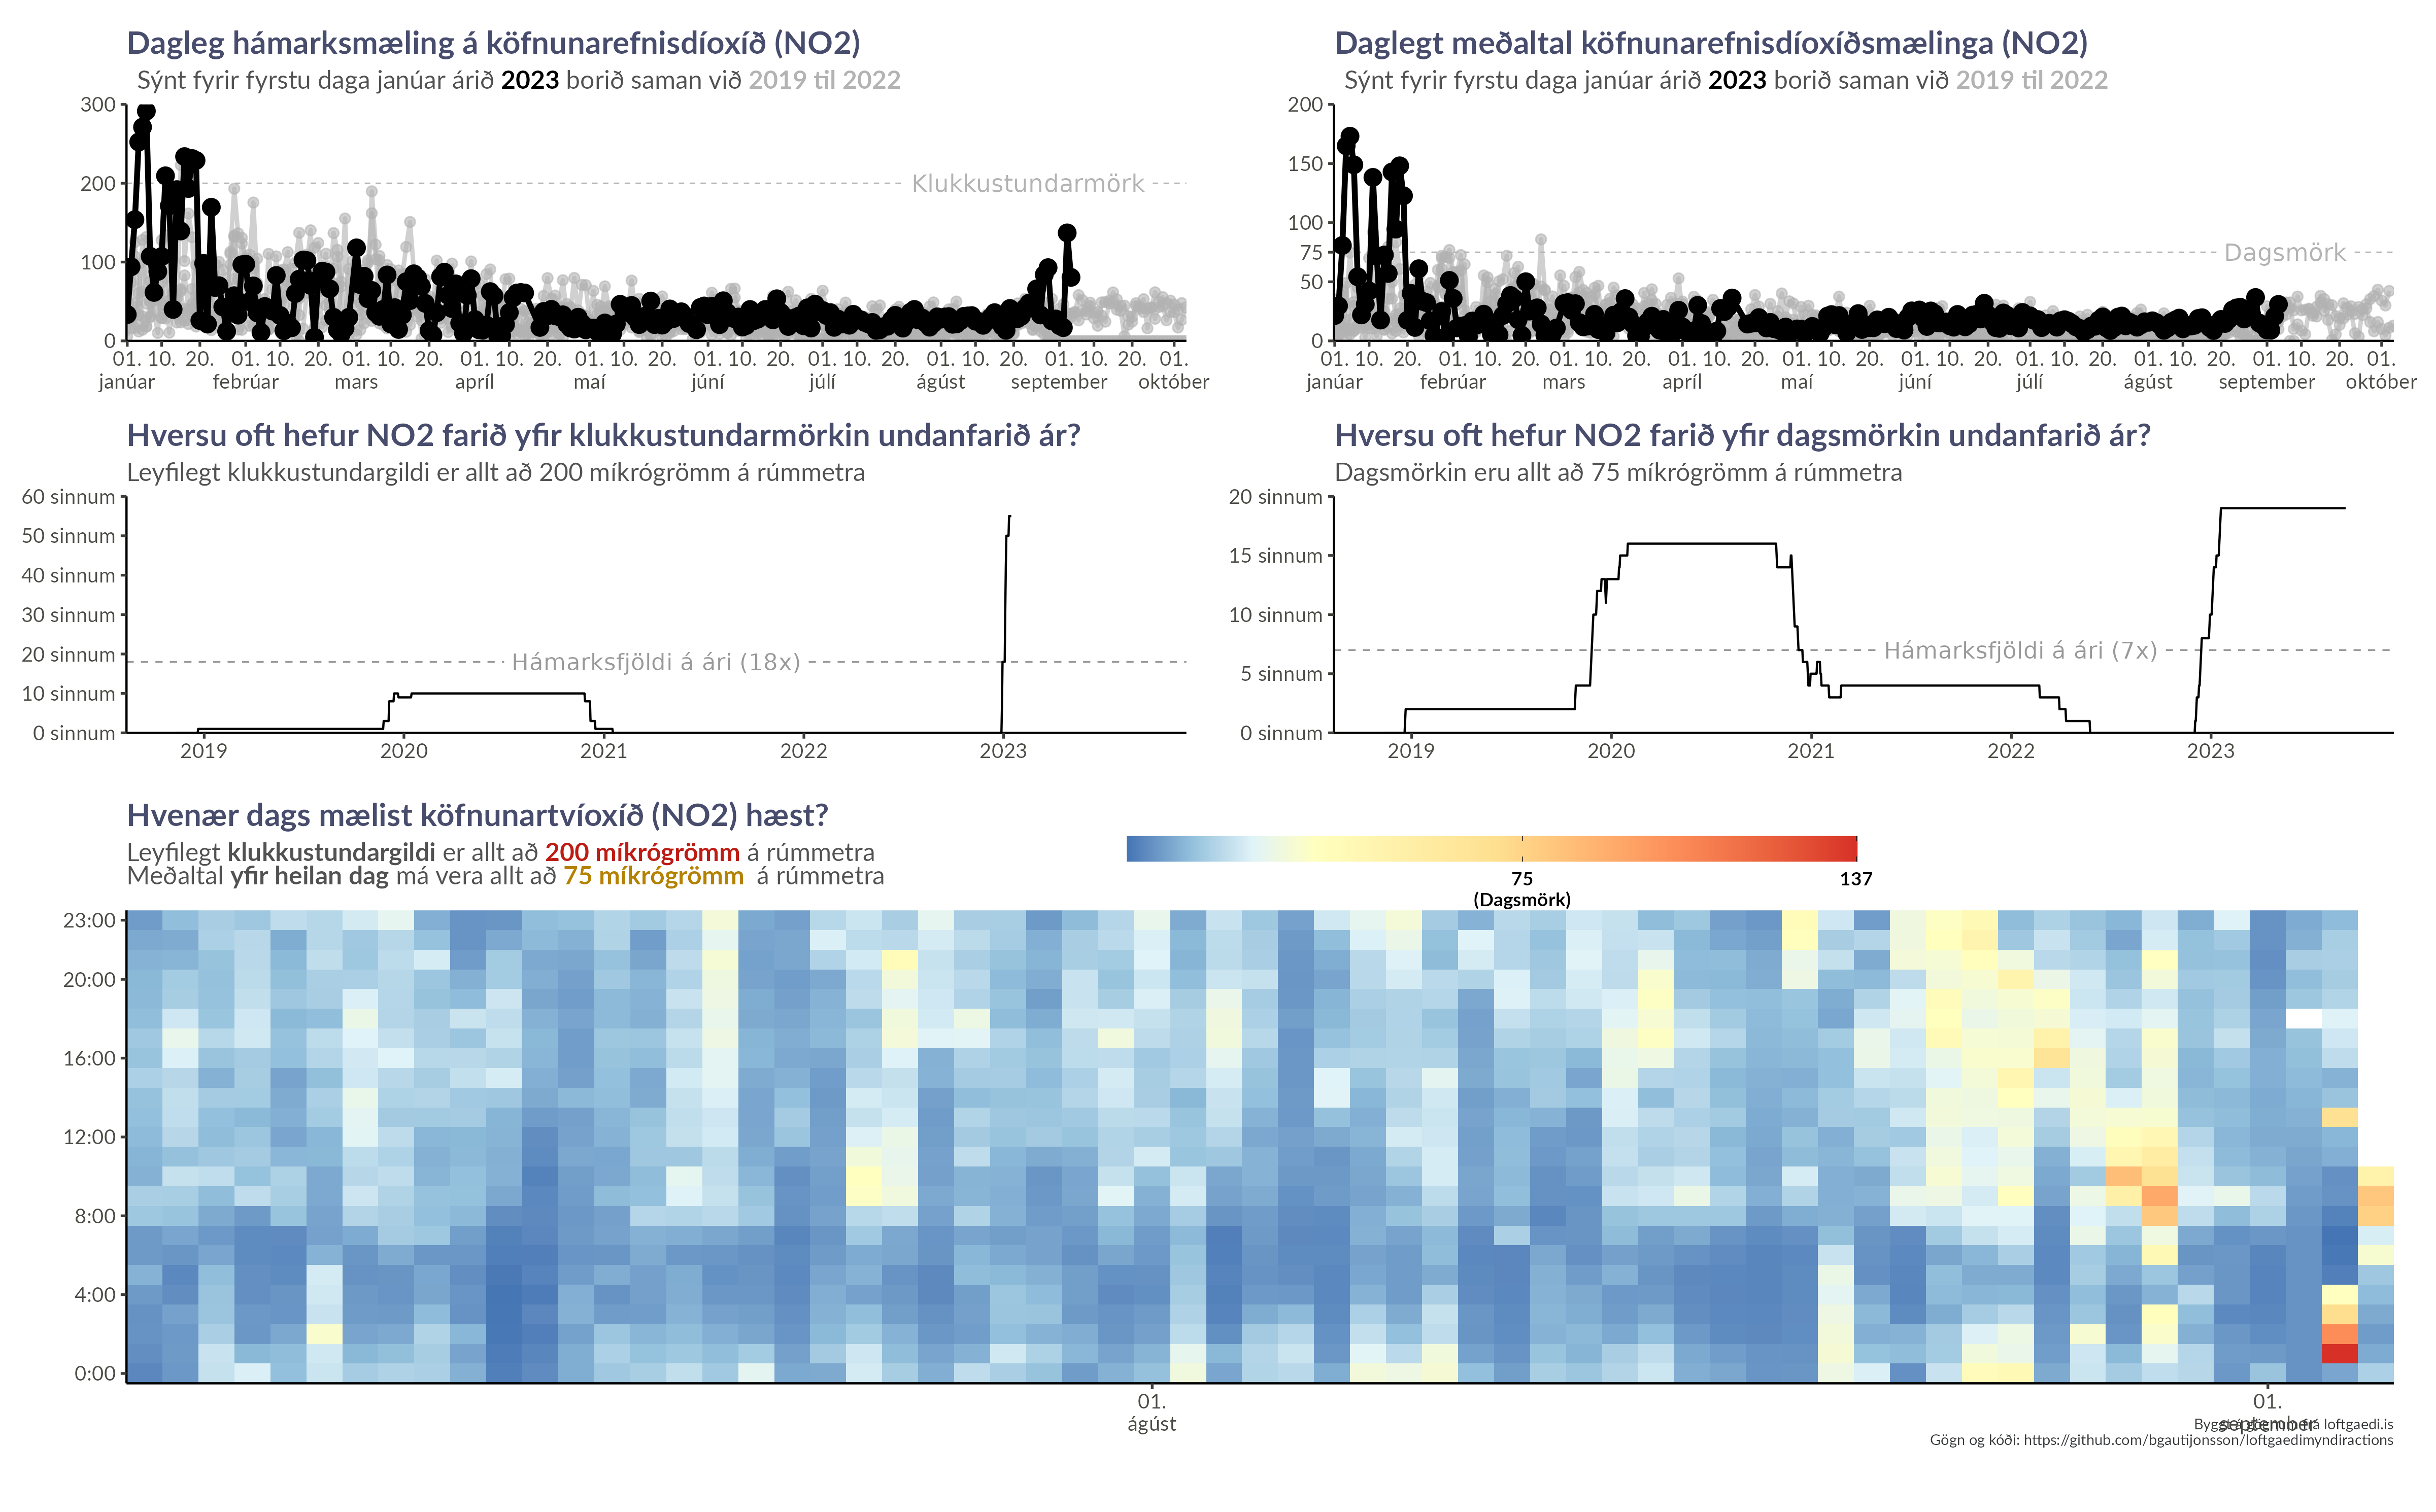 Dagleg hámarksmæling á köfnunarefnisdíoxíð (NO2)
Sýnt fyrir fyrstu daga janúar árið 2023 borið saman við 2019 til 2022
300
200
100
0
Klukkustundarmörk
01. 10. 20. 01. 10. 20. 01. 10. 20. 01. 10. 20. 01. 10. 20. 01. 10. 20. 01. 10. 20. 01. 10. 20. 01. 10. 20. 01.
janúar febrúar mars apríl maí júní júlí ágúst september október
Daglegt meðaltal köfnunarefnisdíoxíðsmælinga (NO2)
Sýnt fyrir fyrstu daga janúar árið 2023 borið saman við 2019 til 2022
200
150
100
75
50
0
Dagsmörk
01. 10. 20. 01. 10. 20. 01. 10. 20. 01. 10. 20. 01. 10. 20. 01. 10. 20. 01. 10. 20. 01. 10. 20. 01. 10. 20. 01.
janúar febrúar mars apríl maí júní júlí ágúst september október
Hversu oft hefur NO2 farið yfir klukkustundarmörkin undanfarið ár?
Leyfilegt klukkustundargildi er allt að 200 míkrógrömm á rúmmetra
60 sinnum
50 sinnum
40 sinnum
30 sinnum
20 sinnum
10 sinnum
0 sinnum
Hámarksfjöldi á ári (18x)
2019 2020 2021 2022 2023
Hversu oft hefur NO2 farið yfir dagsmörkin undanfarið ár?
Dagsmörkin eru allt að 75 míkrógrömm á rúmmetra
20 sinnum
15 sinnum
10 sinnum
5 sinnum
0 sinnum
Hámarksfjöldi á ári (7x)
2019 2020 2021 2022 2023
Hvenær dags mælist köfnunartvíoxíð (NO2) hæst?
Leyfilegt klukkustundargildi er allt að 200 míkrógrömm á rúmmetra
Meðaltal yfir heilan dag má vera allt að 75 míkrógrömm á rúmmetra
75 137
(Dagsmörk)
23:00
20:00
16:00
12:00
8:00
4:00
0:00
01. 01.
ágúst september
Byggt á gögnum frá loftgaedi.is
Gögn og kóði: https://github.com/bgautijonsson/loftgaedimyndiractions